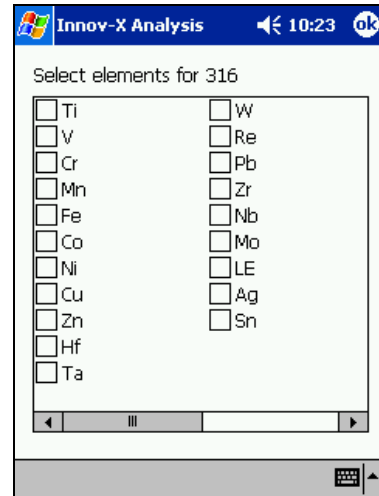 Innov-X Analysis 10:23 ok
Select elements for 316
Ti W
V Re
Cr Pb
Mn Zr
Fe Nb
Co Mo
Ni LE
Cu Ag
Zn Sn
Hf
Ta